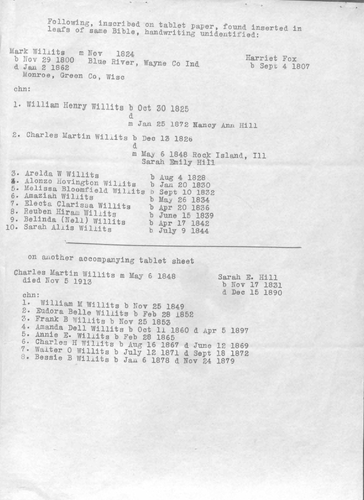 Following, inscribed on tablet paper, found inserted in
leafs of same Bible, handwriting unidentified:
Mark Willits m Nov 1824 Harriet Fox
b Nov 29 1800 Blue River, Wayne Co Ind b Sept 4 1807
d Jan 2 1862
Monroe, Green Co, Wisc
chn:
1. William Henry Willits b Oct 30 1825
d
m Jan 25 1872 Nancy Ann Hill
2. Charles Martin Willits b Dec 13 1826
d
m May 6 1848 Rock Island, Ill
Sarah Emily Hill
3. Arelda W Willits b Aug 4 1828
4. Alonzo Hovington Willits b Jan 20 1830
5. Melissa Bloomfield Willits b Sept 10 1832
6. Amaziah Willits b May 26 1834
7. Electa Clarissa Willits b Apr 20 1836
8. Reuben Hiram Willits b June 15 1839
9. Belinda (Nell) Willits b Apr 17 1842
10. Sarah Allis Willits b July 9 1844
on another accompanying tablet sheet
Charles Martin Willits m May 6 1848 Sarah E. Hill
died Nov 5 1913 b Nov 17 1831
d Dec 15 1890
chn:
1. William M Willits b Nov 25 1849
2. Eudora Belle Willits b Feb 28 1852
3. Frank B Willits b Nov 25 1853
4. Amanda Dell Willits b Oct 11 1860 d Apr 5 1897
5. Annie E. Willits b Feb 28 1865
6. Charles H Willits b Aug 16 1867 d June 12 1869
7. Walter O Willits b July 12 1871 d Sept 18 1872
8. Bessie B Willits b Jan 6 1878 d Nov 24 1879